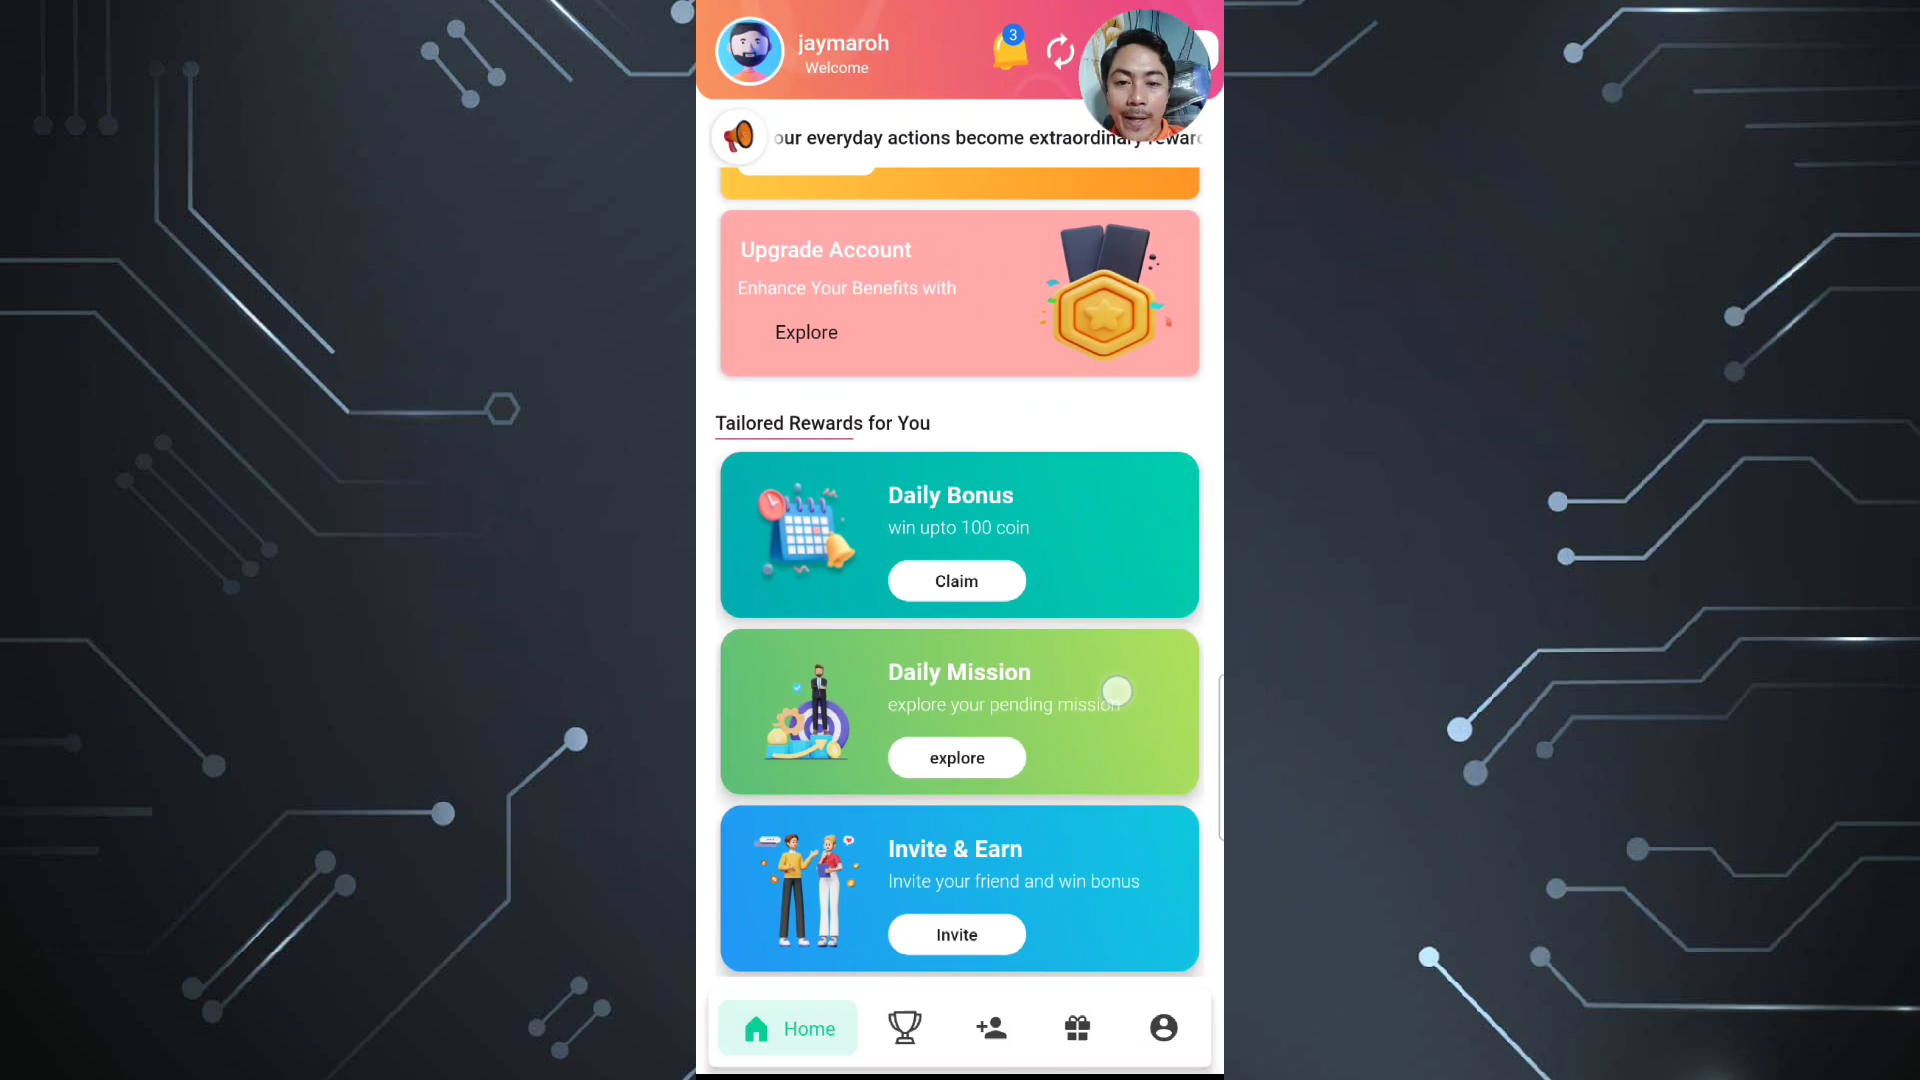 jaymaroh
3
Welcome
our everyday actions become extraordinary
Upgrade Account
Enhance Your Benefits with
Explore
Tailored Rewards for You
Daily Bonus
win upto 100 coin
Claim
Daily Mission
explore your pending mission
explore
Invite & Earn
Invite your friend and win bonus
Invite
Home